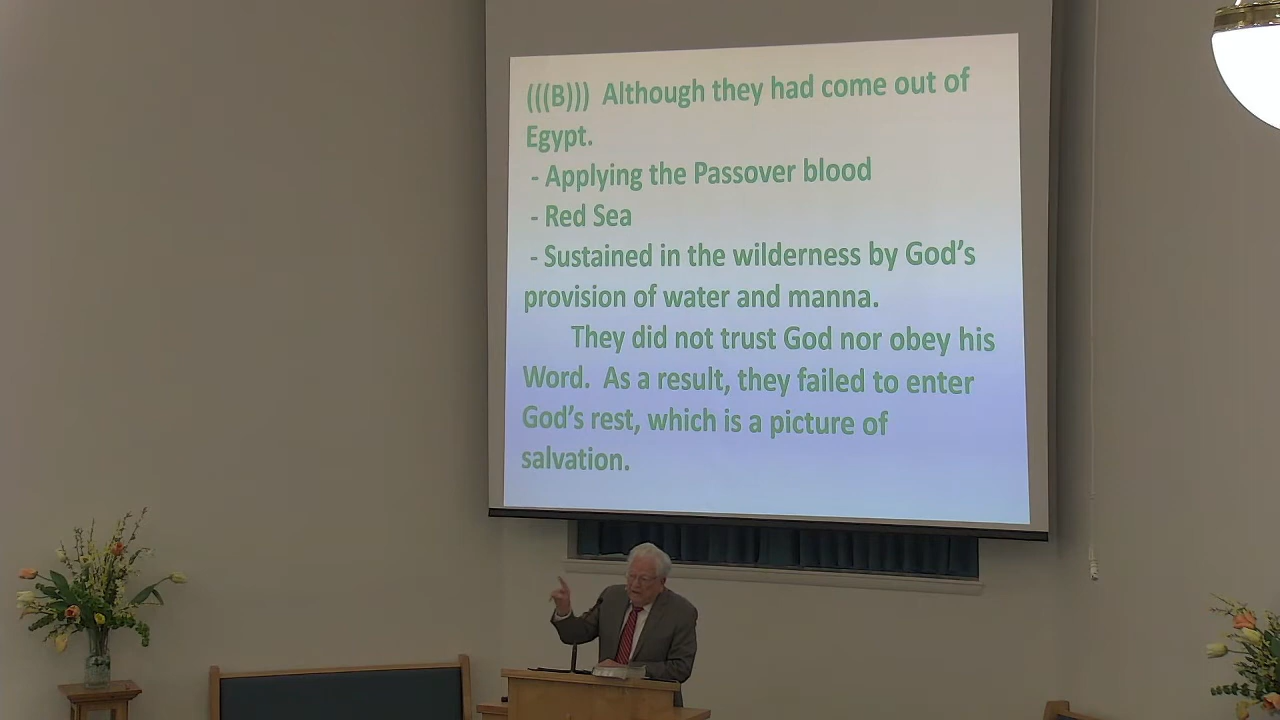 (((B))) Although they had come out of
Egypt.
- Applying the Passover blood
- Red Sea
- Sustained in the wilderness by God's
provision of water and manna.
They did not trust God nor obey his
Word. As a result, they failed to enter
God's rest, which is a picture of
salvation.